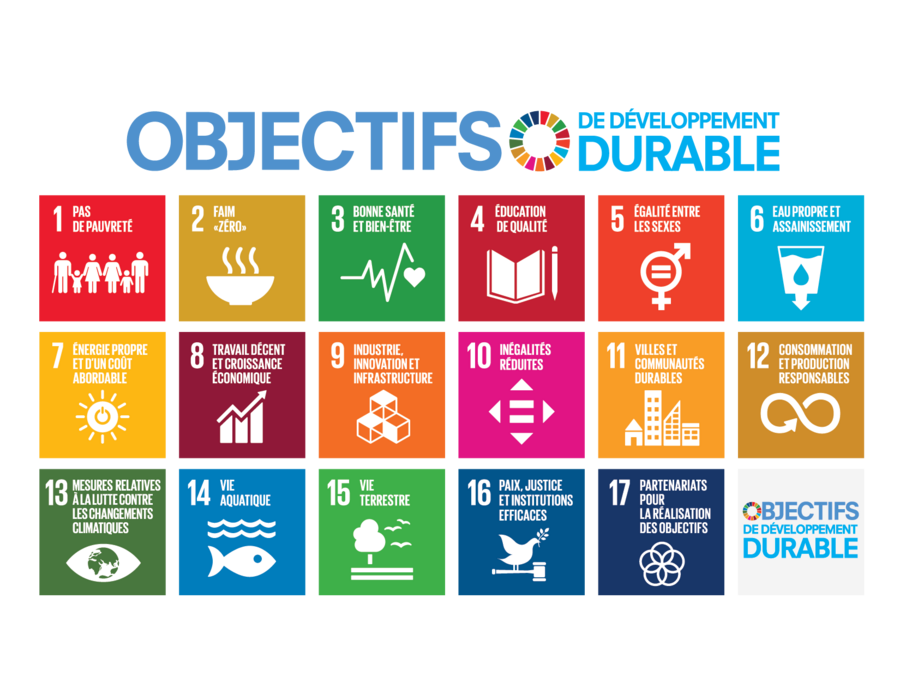 OBJECTIFS
DE DÉVELOPPEMENT
DURABLE
1 PAS
DE PAUVRETÉ
2 FAIM
«ZÉRO»
3 BONNE SANTÉ
ET BIEN-ÊTRE
4 ÉDUCATION
DE QUALITÉ
5 ÉGALITÉ ENTRE
LES SEXES
6 EAU PROPRE ET
ASSAINISSEMENT
7 ÉNERGIE PROPRE
ET D'UN COÛT
ABORDABLE
8 TRAVAIL DÉCENT
ET CROISSANCE
ÉCONOMIQUE
9 INDUSTRIE,
INNOVATION ET
INFRASTRUCTURE
10 INÉGALITÉS
RÉDUITES
11 VILLES ET
COMMUNAUTÉS
DURABLES
12 CONSOMMATION
ET PRODUCTION
RESPONSABLES
13 MESURES RELATIVES
À LA LUTTE CONTRE
LES CHANGEMENTS
CLIMATIQUES
14 VIE
AQUATIQUE
15 VIE
TERRESTRE
16 PAIX, JUSTICE
ET INSTITUTIONS
EFFICACES
17 PARTENARIATS
POUR
LA RÉALISATION
DES OBJECTIFS
OBJECTIFS
DE DÉVELOPPEMENT
DURABLE